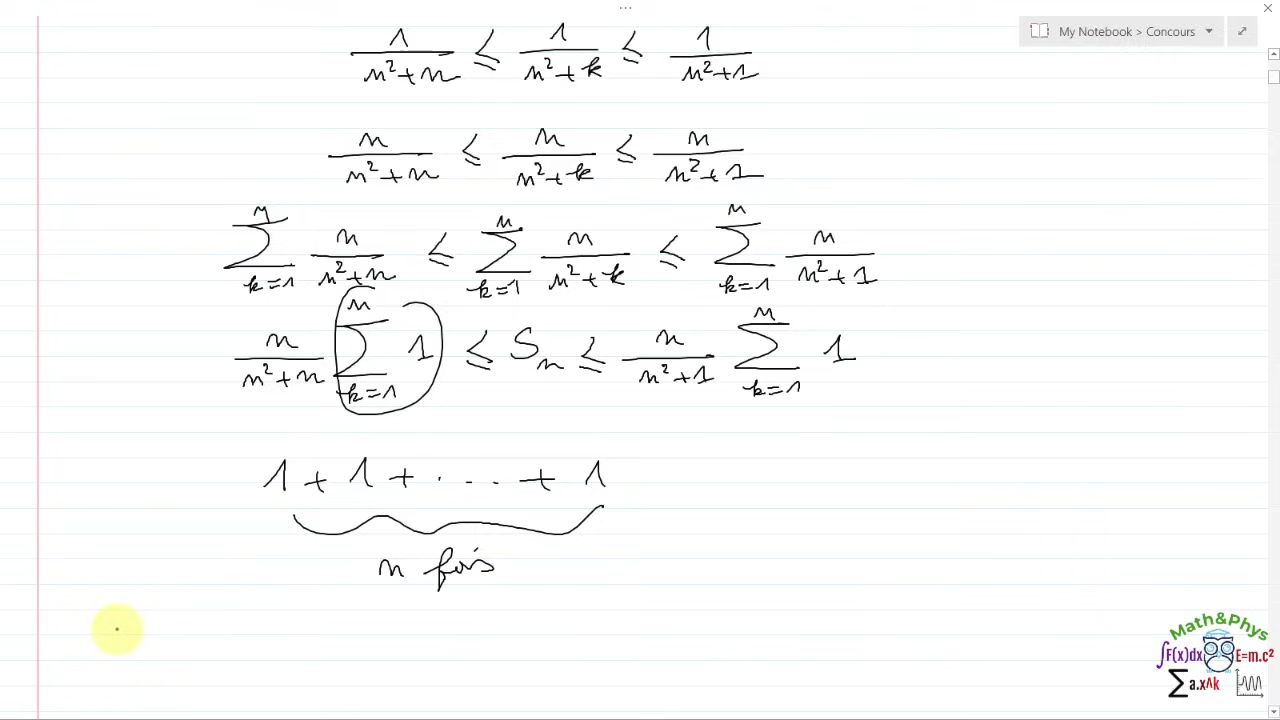 My Notebook > Concours
1/(n²+n) ≤ 1/(n²+k) ≤ 1/(n²+1)
n/(n²+n) ≤ n/(n²+k) ≤ n/(n²+1)
∑_{k=1}^{n} n/(n²+n) ≤ ∑_{k=1}^{n} n/(n²+k) ≤ ∑_{k=1}^{n} n/(n²+1)
n/(n²+n) ∑_{k=1}^{n} 1 ≤ S_n ≤ n/(n²+1) ∑_{k=1}^{n} 1
1 + 1 + .... + 1
n fois
Math&Phys
∫F(x)dx E=m.c²
∑ a.x∧k